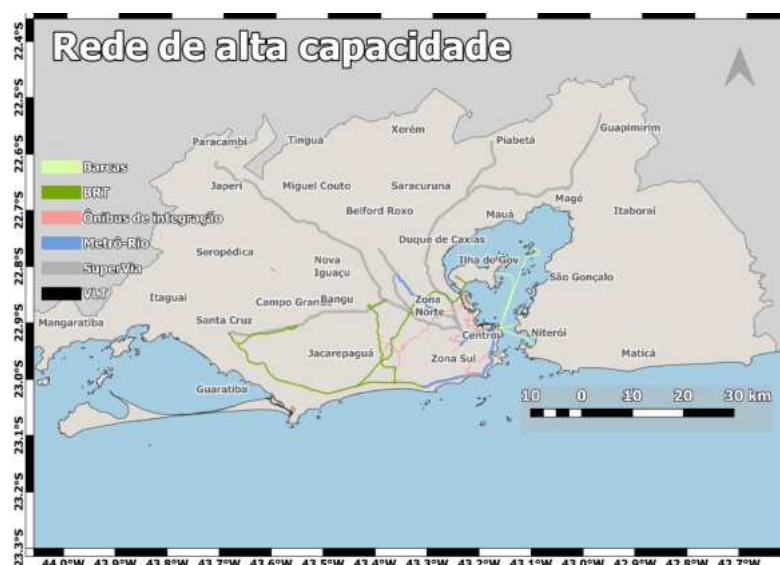 Rede de alta capacidade
22.4°S
22.5°S
22.6°S
22.7°S
22.8°S
22.9°S
23.0°S
23.1°S
23.2°S
23.3°S
Barcas
BRT
Ônibus de integração
Metrô-Rio
SuperVia
VLT
Guapimirim
Xerém
Paracambi
Tinguá
Piabetá
Japeri
Miguel Couto
Saracuruna
Magé
Belford Roxo
Mauá
Itaboraí
Duque de Caxias
Seropédica
Nova
Iguaçu
Ilha do Gov
São Gonçalo
Itaguaí
Campo Grande
Bangu
Zona
Norte
Mangaratiba
Santa Cruz
Centro
Niterói
Jacarepaguá
Zona Sul
Maticá
Guaratiba
10 0 10 20 30 km
44.0°W 43.9°W 43.8°W 43.7°W 43.6°W 43.5°W 43.4°W 43.3°W 43.2°W 43.1°W 43.0°W 42.9°W 42.8°W 42.7°W